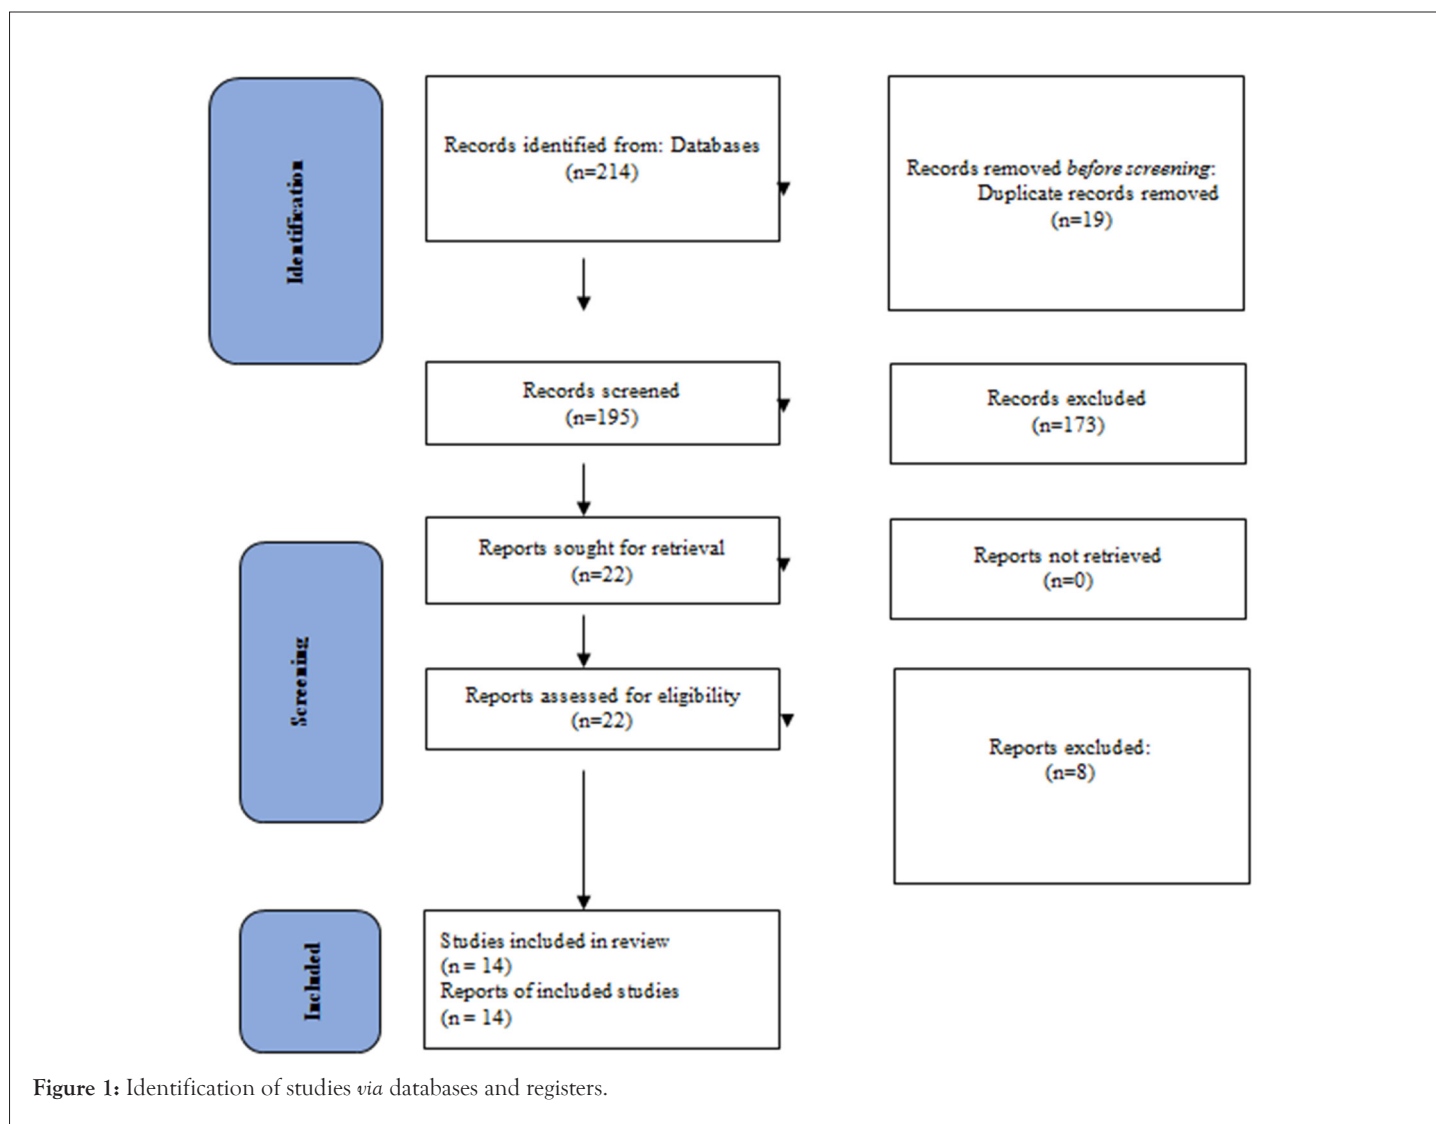 Identification
Records identified from: Databases
(n=214)
Records removed before screening:
Duplicate records removed
(n=19)
Records screened
(n=195)
Records excluded
(n=173)
Screening
Reports sought for retrieval
(n=22)
Reports not retrieved
(n=0)
Reports assessed for eligibility
(n=22)
Reports excluded:
(n=8)
Included
Studies included in review
(n = 14)
Reports of included studies
(n = 14)
Figure 1: Identification of studies via databases and registers.